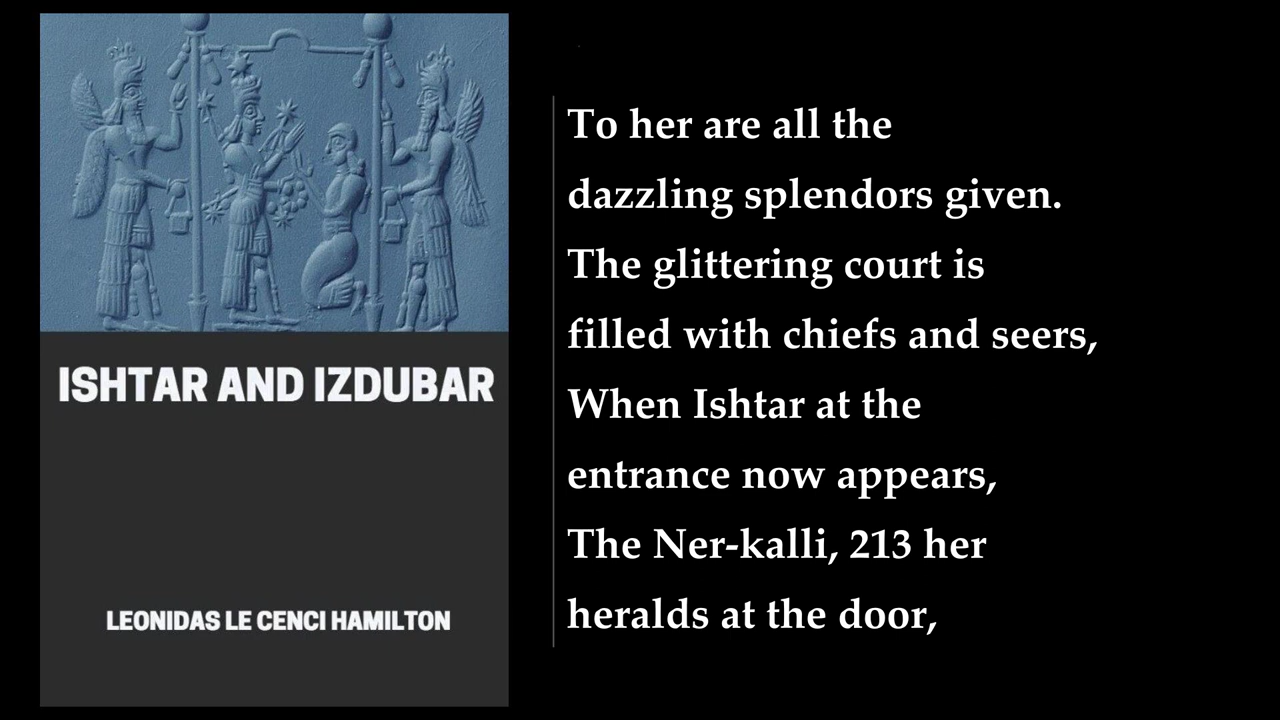 ISHTAR AND IZDUBAR
LEONIDAS LE CENCI HAMILTON
To her are all the
dazzling splendors given.
The glittering court is
filled with chiefs and seers,
When Ishtar at the
entrance now appears,
The Ner-kalli, 213 her
heralds at the door,